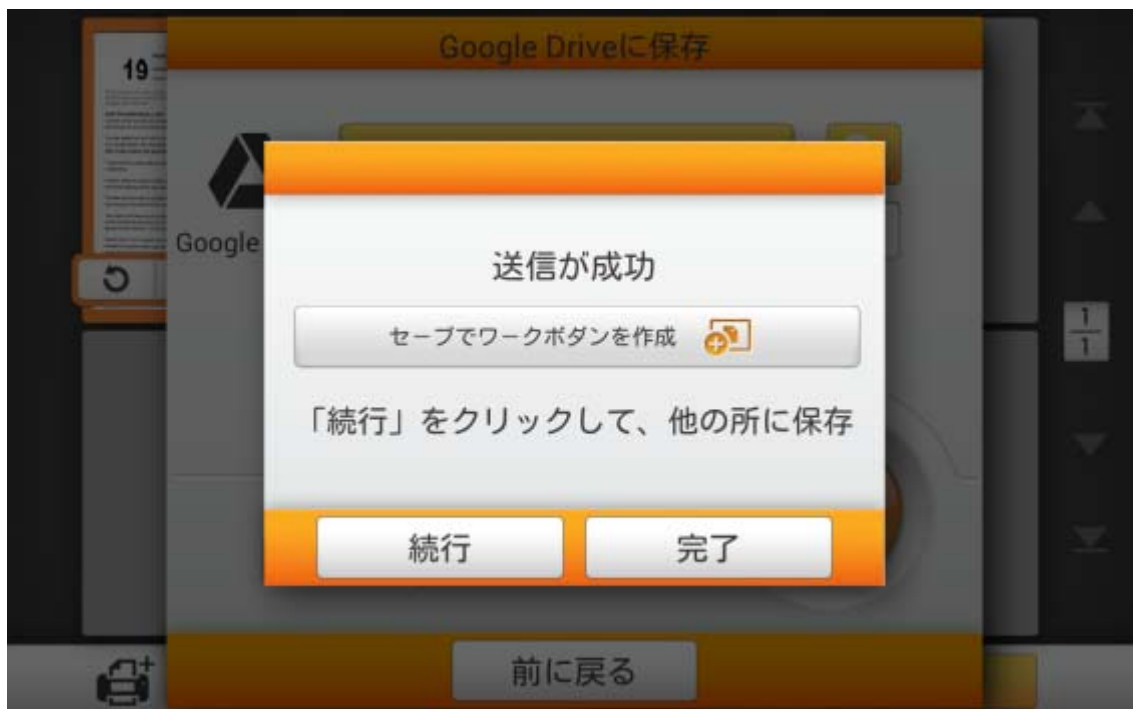 Google Driveに保存
19
Google
送信が成功
セーブでワークボダンを作成
「続行」をクリックして、他の所に保存
続行
完了
1
1
前に戻る